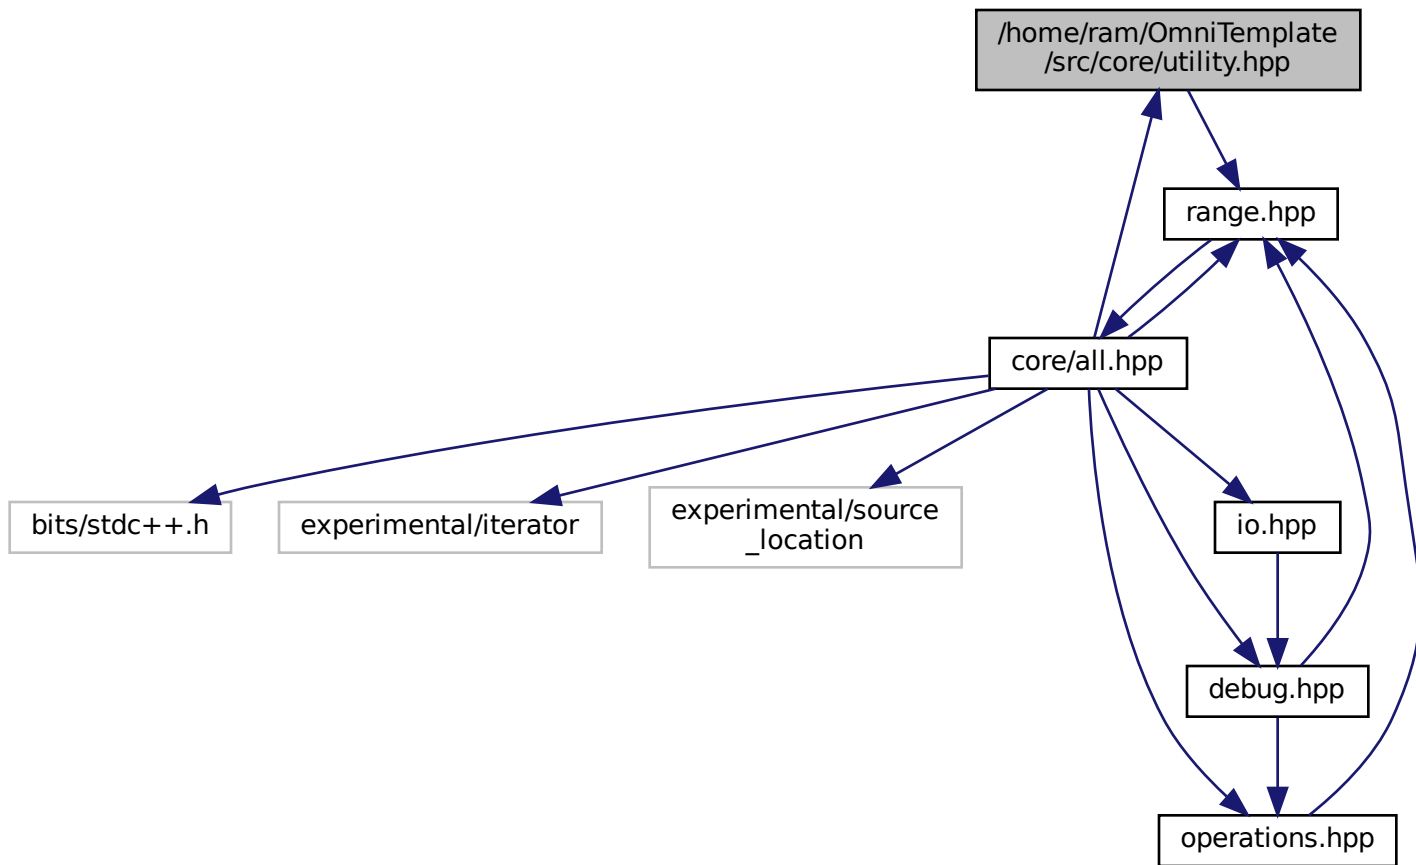 /home/ram/OmniTemplate
/src/core/utility.hpp
range.hpp
core/all.hpp
bits/stdc++.h
experimental/iterator
experimental/source
_location
io.hpp
debug.hpp
operations.hpp